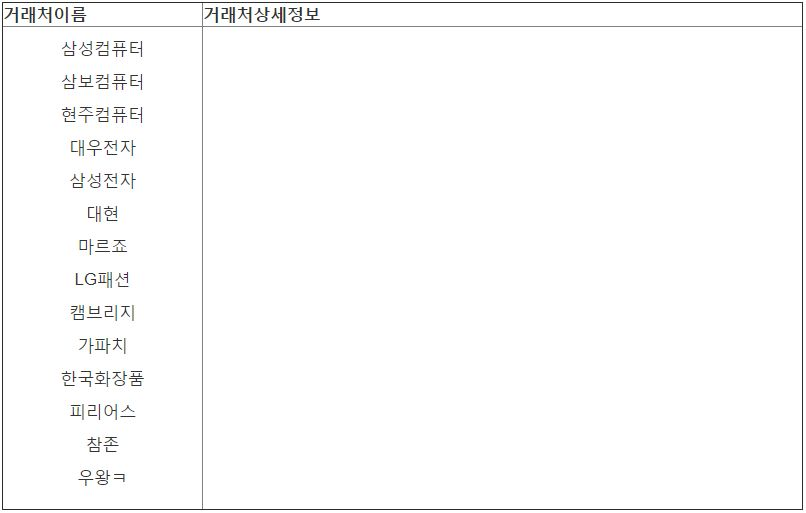 거래처이름 거래처상세정보
삼성컴퓨터
삼보컴퓨터
현주컴퓨터
대우전자
삼성전자
대현
마르죠
LG패션
캠브리지
가파치
한국화장품
피리어스
참존
우왕ㅋ